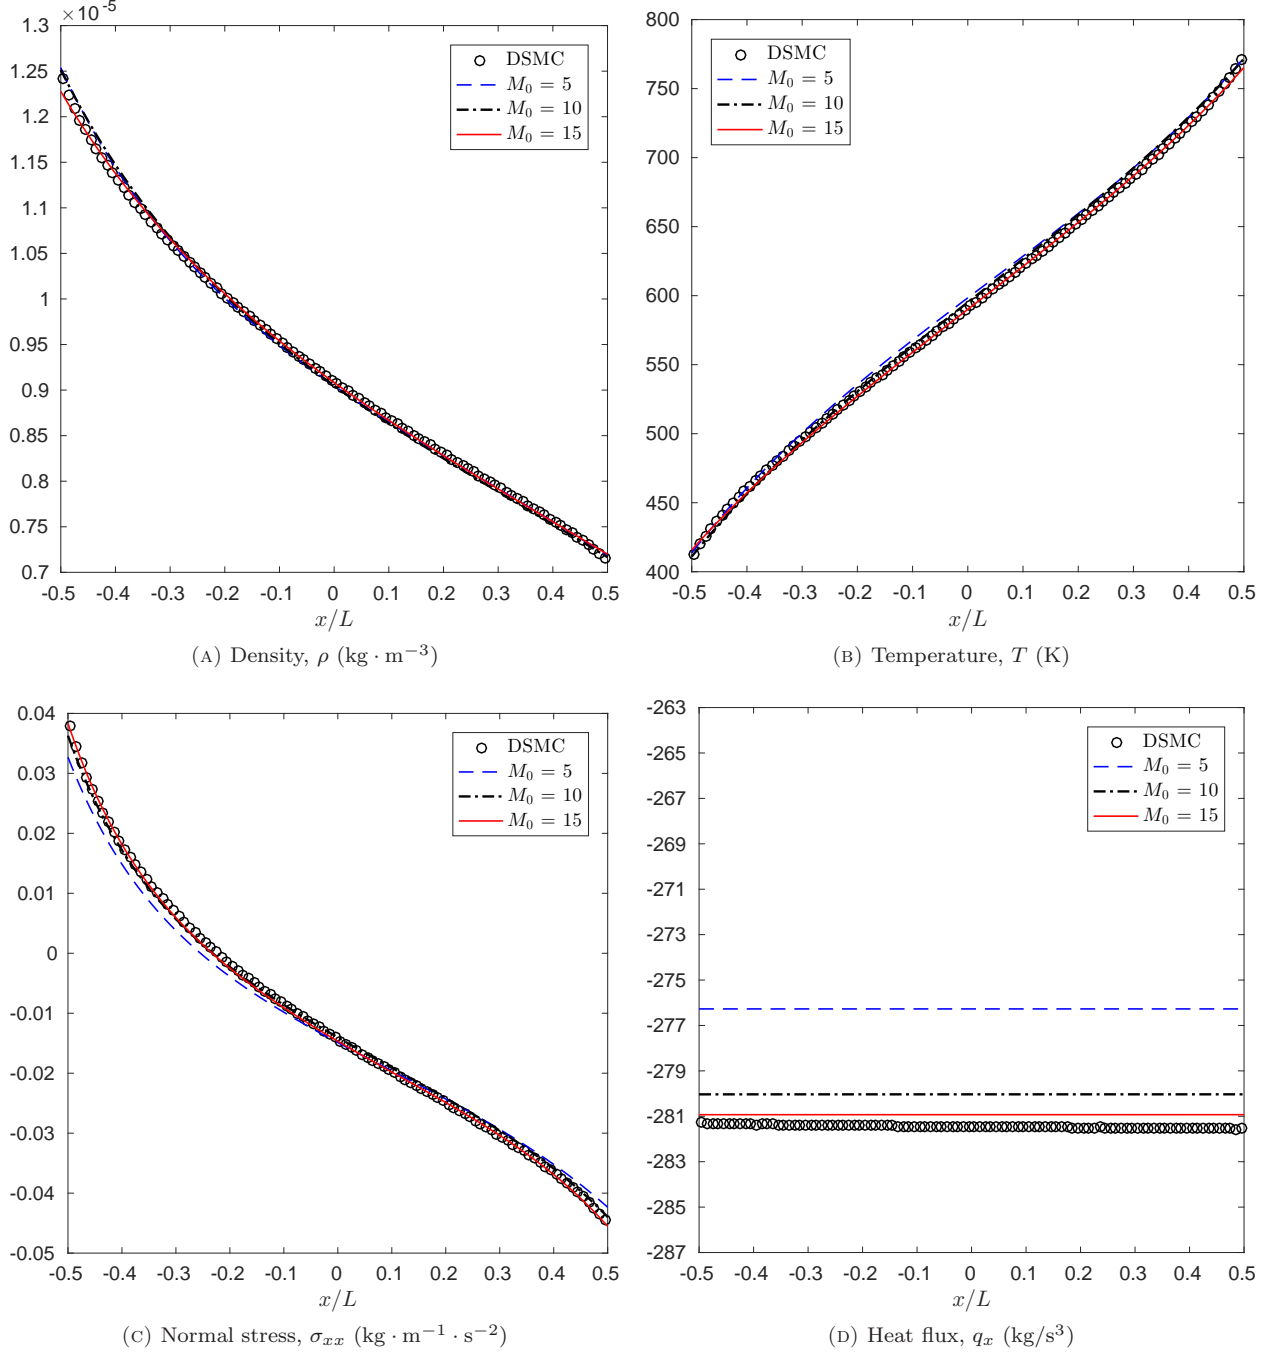 ×10⁻⁵
1.3
1.25
1.2
1.15
1.1
1.05
1
0.95
0.9
0.85
0.8
0.75
0.7
-0.5 -0.4 -0.3 -0.2 -0.1 0 0.1 0.2 0.3 0.4 0.5
x/L
DSMC
M₀ = 5
M₀ = 10
M₀ = 15
(A) Density, ρ (kg · m⁻³)
800
750
700
650
600
550
500
450
400
-0.5 -0.4 -0.3 -0.2 -0.1 0 0.1 0.2 0.3 0.4 0.5
x/L
DSMC
M₀ = 5
M₀ = 10
M₀ = 15
(B) Temperature, T (K)
0.04
0.03
0.02
0.01
0
-0.01
-0.02
-0.03
-0.04
-0.05
-0.5 -0.4 -0.3 -0.2 -0.1 0 0.1 0.2 0.3 0.4 0.5
x/L
DSMC
M₀ = 5
M₀ = 10
M₀ = 15
(C) Normal stress, σₓₓ (kg · m⁻¹ · s⁻²)
-263
-265
-267
-269
-271
-273
-275
-277
-279
-281
-283
-285
-287
-0.5 -0.4 -0.3 -0.2 -0.1 0 0.1 0.2 0.3 0.4 0.5
x/L
DSMC
M₀ = 5
M₀ = 10
M₀ = 15
(D) Heat flux, qₓ (kg/s³)